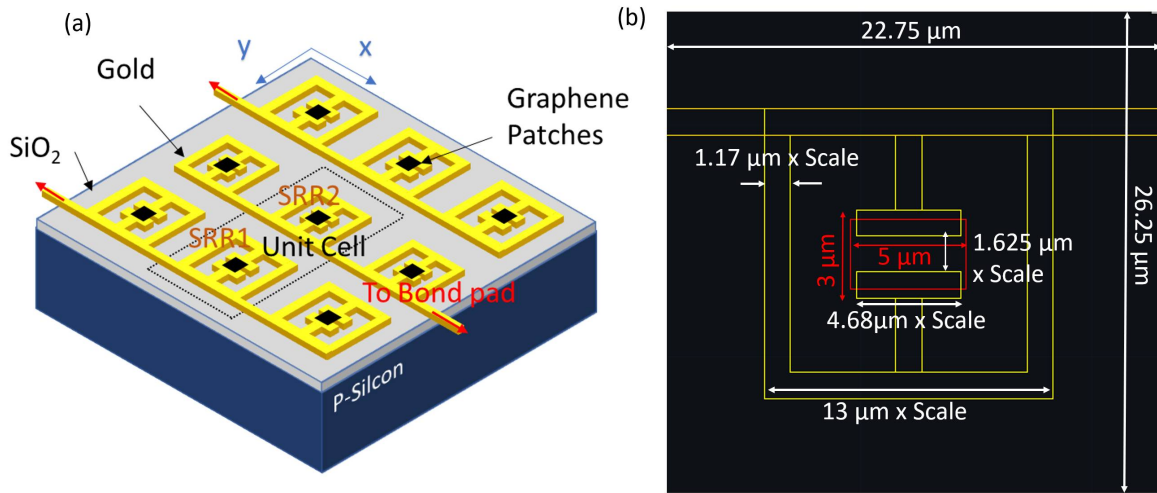 (a)
y
x
Gold
Graphene
Patches
SiO₂
SRR2
SRR1
Unit Cell
To Bond pad
P-Silcon
(b)
22.75 µm
1.17 µm x Scale
26.25 µm
3 µm
5 µm
1.625 µm
x Scale
4.68µm x Scale
13 µm x Scale